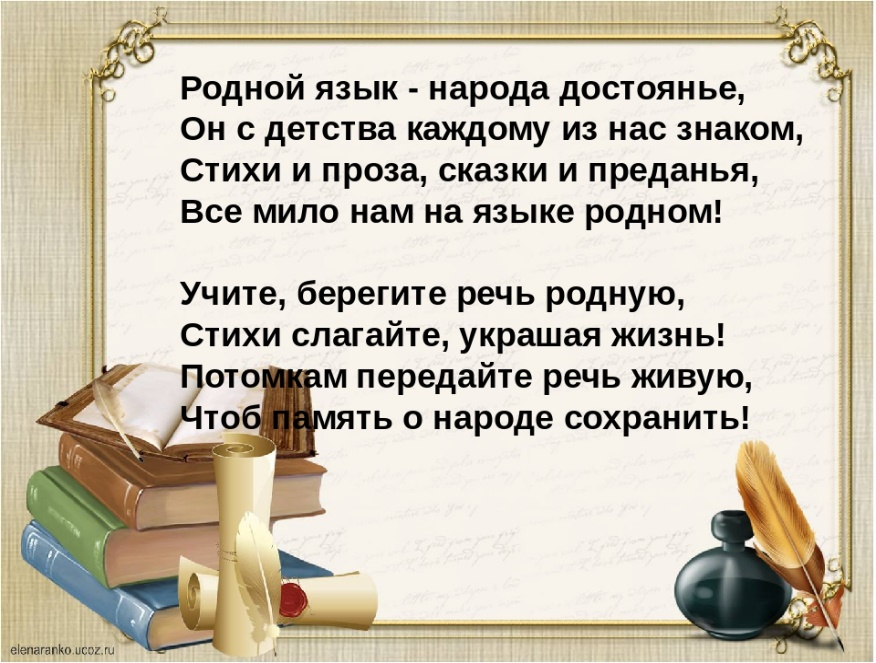 Родной язык - народа достоянье,
Он с детства каждому из нас знаком,
Стихи и проза, сказки и преданья,
Все мило нам на языке родном!

Учите, берегите речь родную,
Стихи слагайте, украшая жизнь!
Потомкам передайте речь живую,
Чтоб память о народе сохранить!
elenaranko.ucoz.ru